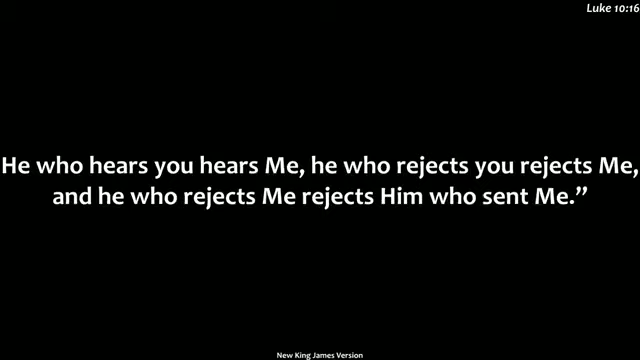 Luke 10:16
He who hears you hears Me, he who rejects you rejects Me,
and he who rejects Me rejects Him who sent Me.”
New King James Version